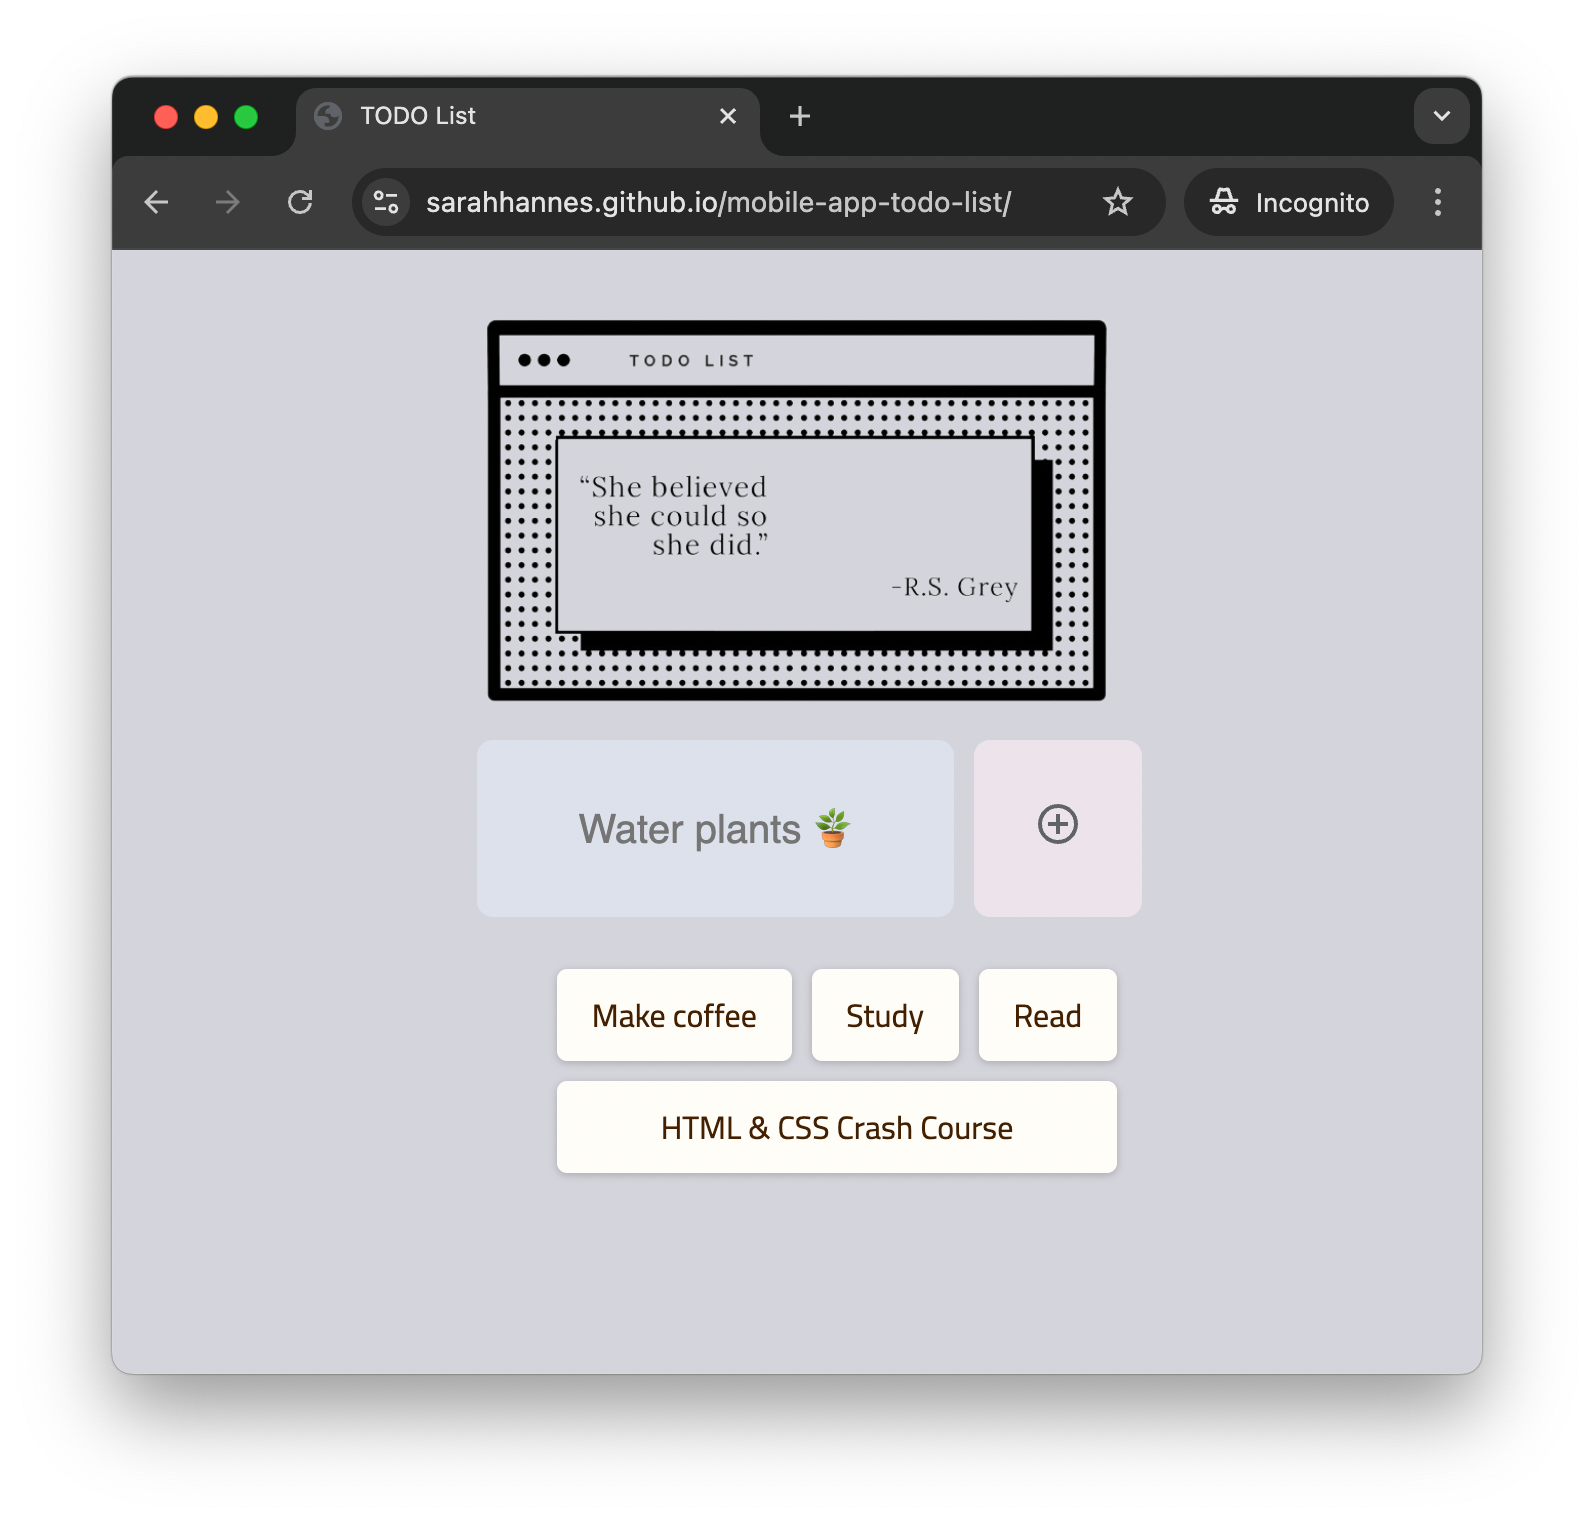 TODO List
sarahhannes.github.io/mobile-app-todo-list/
Incognito
TODO LIST
“She believed
she could so
she did.”
-R.S. Grey
Water plants 🪴
Make coffee
Study
Read
HTML & CSS Crash Course